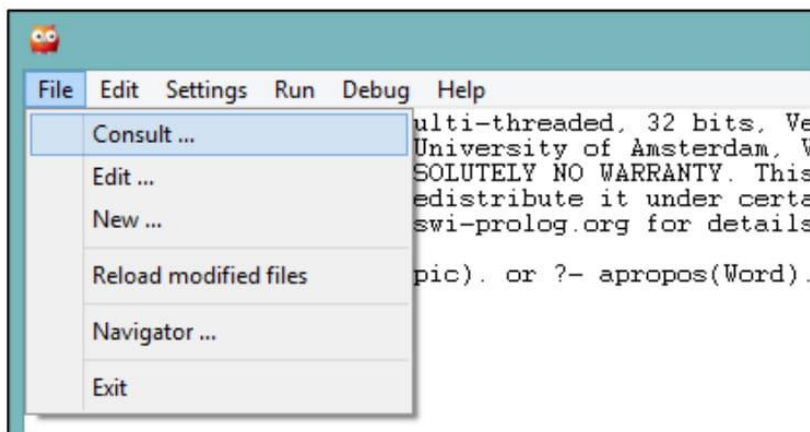 File Edit Settings Run Debug Help
Consult ...
Edit ...
New ...
Reload modified files
Navigator ...
Exit
ulti-threaded, 32 bits, Ve
University of Amsterdam, V
SOLUTELY NO WARRANTY. This
edistribute it under certa
swi-prolog.org for details
pic). or ?- apropos(Word).